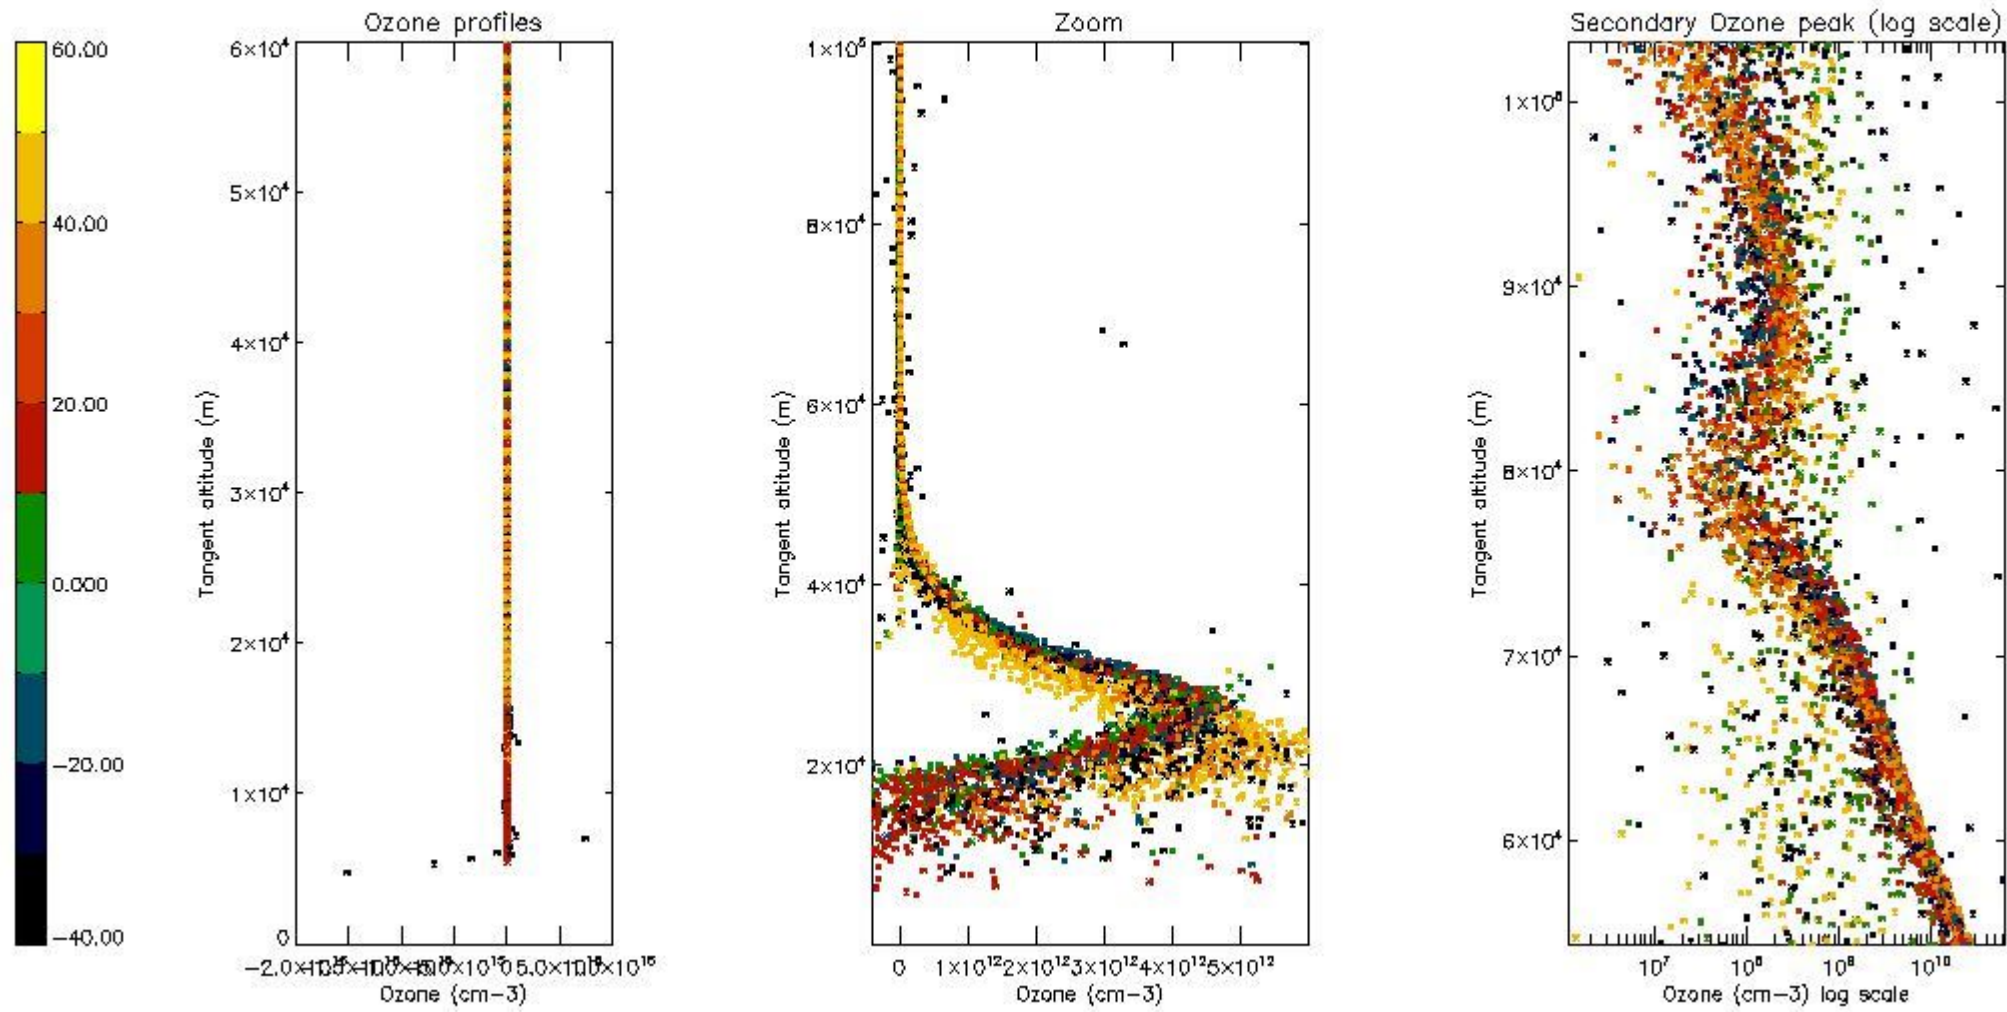 Ozone profiles
Zoom
Secondary Ozone peak (log scale)
60.00
40.00
20.00
0.000
−20.00
−40.00
6×10⁴
5×10⁴
4×10⁴
3×10⁴
2×10⁴
1×10⁴
0
Tangent altitude (m)
Ozone (cm−3)
1×10⁵
8×10⁴
6×10⁴
4×10⁴
2×10⁴
Tangent altitude (m)
0 1×10¹² 2×10¹² 3×10¹² 4×10¹² 5×10¹²
Ozone (cm−3)
1×10⁵
9×10⁴
8×10⁴
7×10⁴
6×10⁴
Tangent altitude (m)
10⁷ 10⁸ 10⁹ 10¹⁰
Ozone (cm−3) log scale